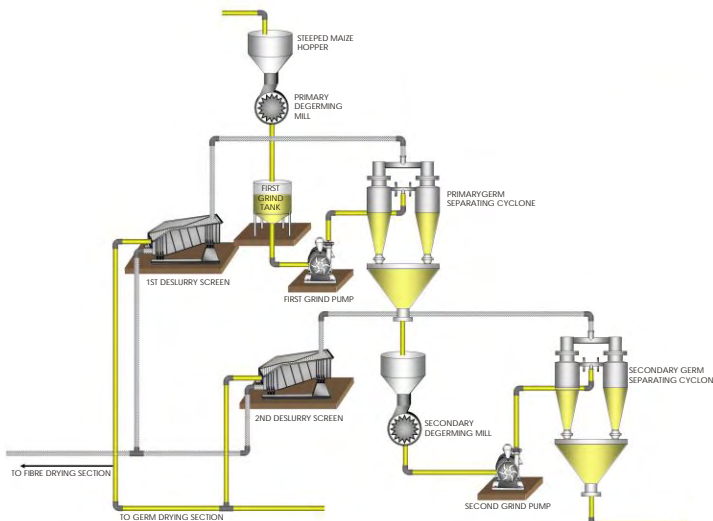 STEEPED MAIZE
HOPPER
PRIMARY
DEGERMING
MILL
FIRST
GRIND
TANK
PRIMARYGERM
SEPARATING CYCLONE
1ST DESLURRY SCREEN
FIRST GRIND PUMP
SECONDARY GERM
SEPARATING CYCLON
2ND DESLURRY SCREEN
SECONDARY
DEGERMING MILL
TO FIBRE DRYING SECTION
SECOND GRIND PUMP
TO GERM DRYING SECTION